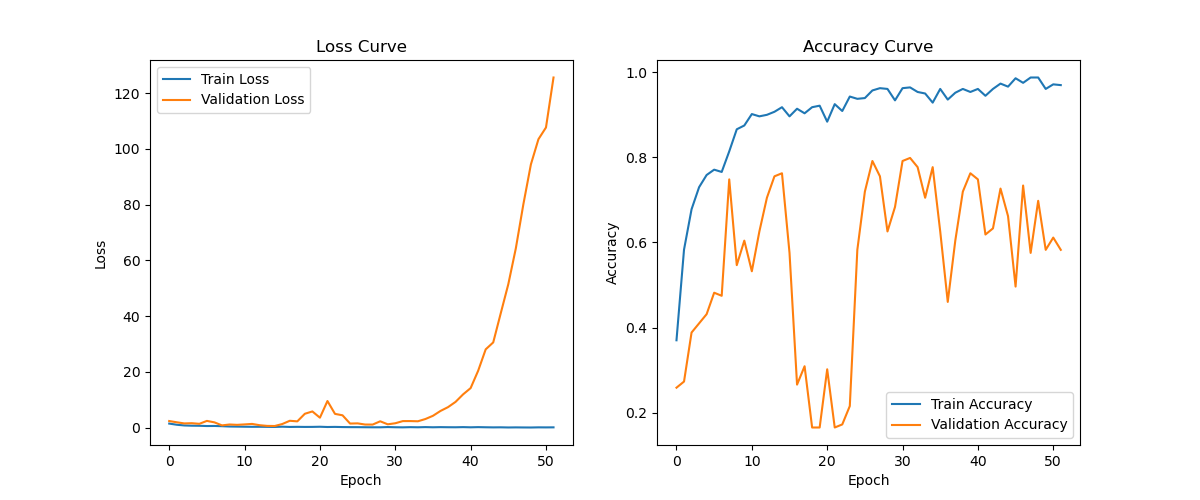 Loss Curve
Train Loss
Validation Loss
Loss
120
100
80
60
40
20
0
0 10 20 30 40 50
Epoch
Accuracy Curve
Accuracy
1.0
0.8
0.6
0.4
0.2
Train Accuracy
Validation Accuracy
0 10 20 30 40 50
Epoch